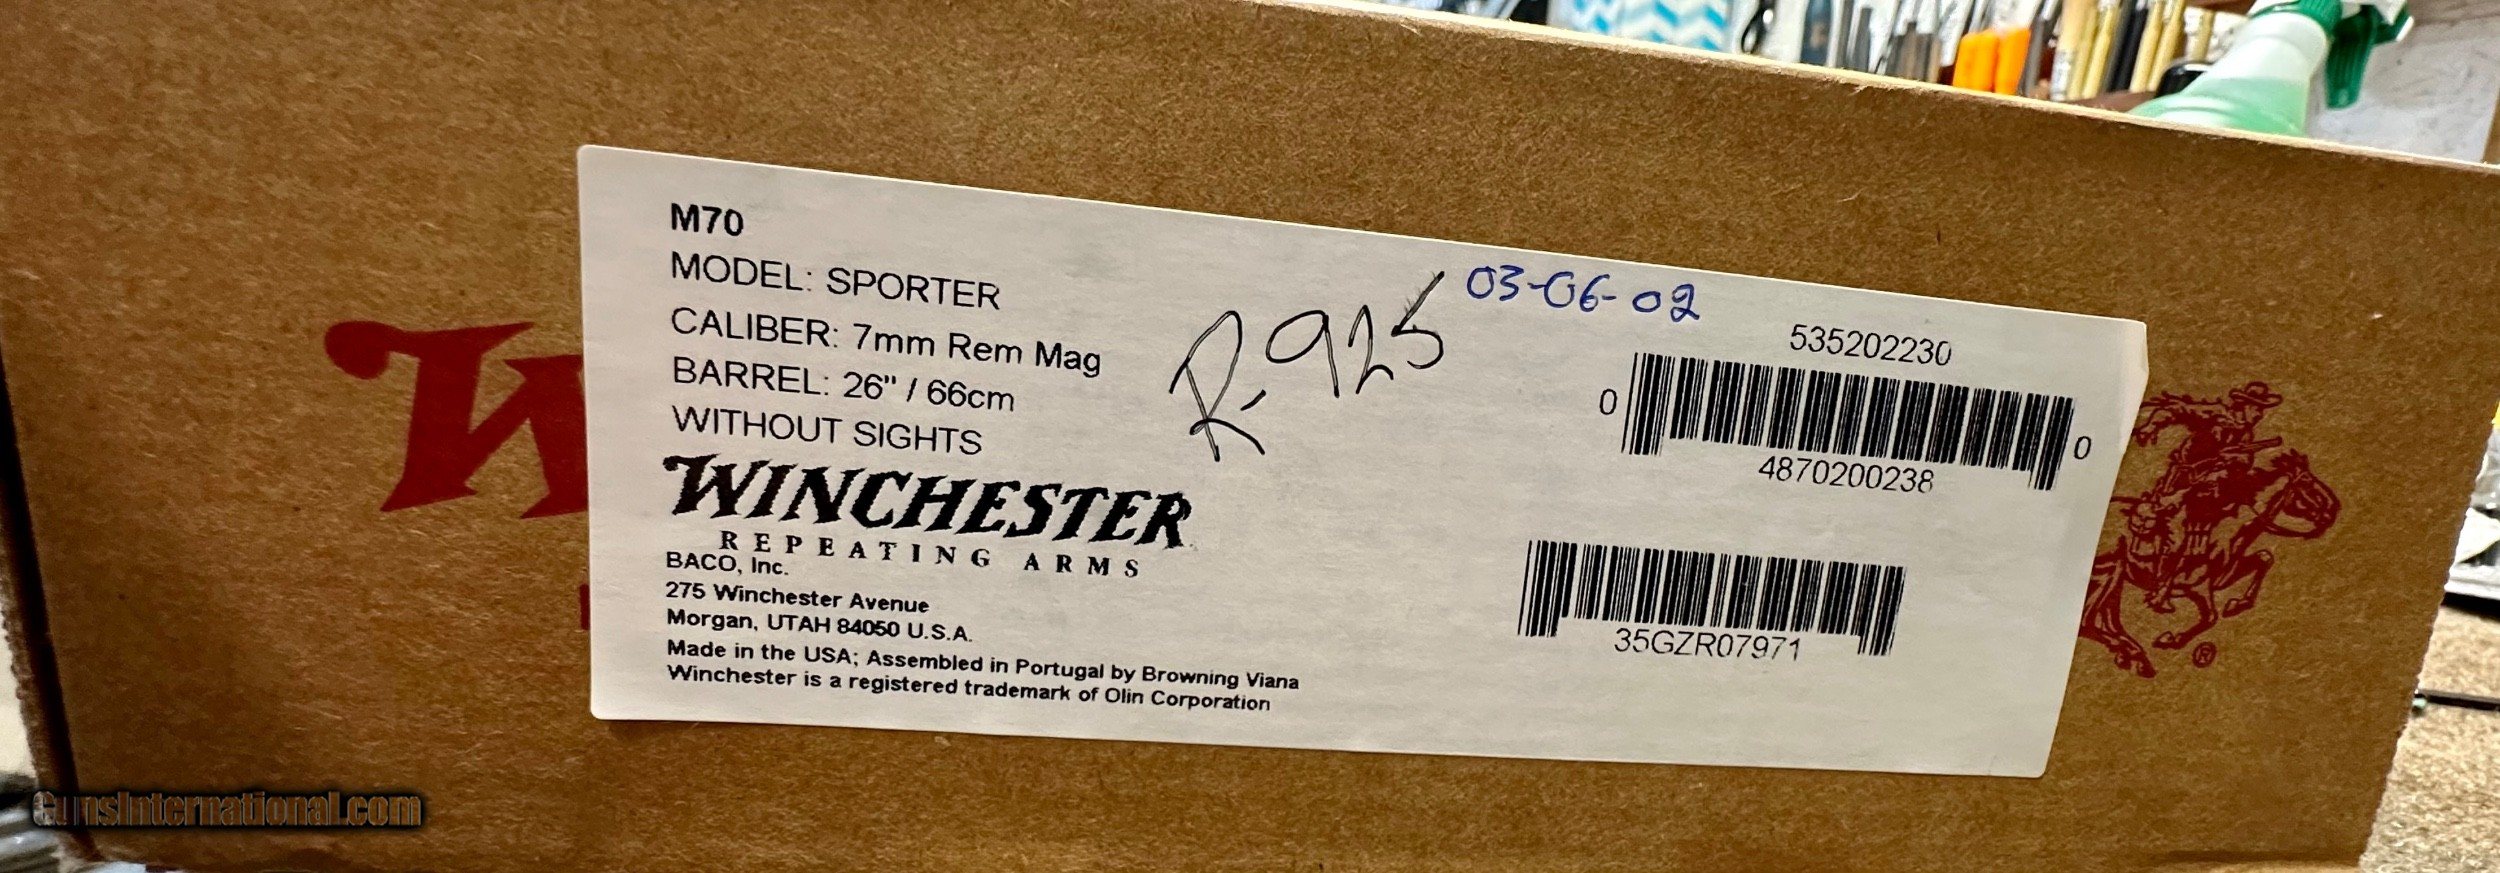 M70
MODEL: SPORTER
CALIBER: 7mm Rem Mag
BARREL: 26" / 66cm
WITHOUT SIGHTS
WINCHESTER
REPEATING ARMS
BACO, Inc.
275 Winchester Avenue
Morgan, UTAH 84050 U.S.A.
Made in the USA; Assembled in Portugal by Browning Viana
Winchester is a registered trademark of Olin Corporation
R. 925
03-06-02
535202230
0 4870200238 0
35GZR07971
W
®
GunsInternational.com